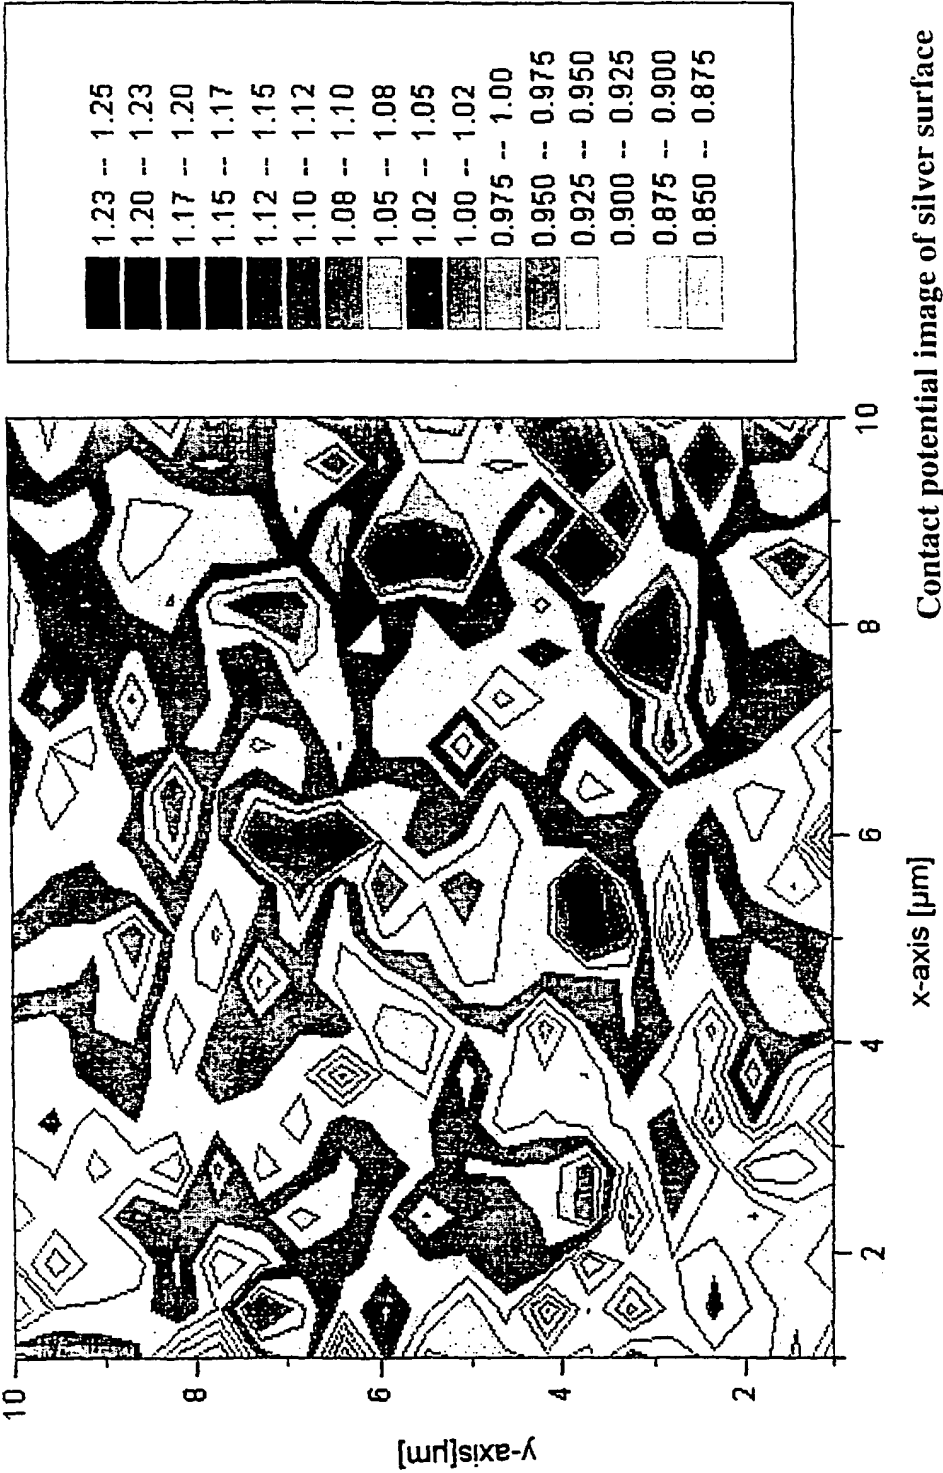 1.23 -- 1.25
1.20 -- 1.23
1.17 -- 1.20
1.15 -- 1.17
1.12 -- 1.15
1.10 -- 1.12
1.08 -- 1.10
1.05 -- 1.08
1.02 -- 1.05
1.00 -- 1.02
0.975 -- 1.00
0.950 -- 0.975
0.925 -- 0.950
0.900 -- 0.925
0.875 -- 0.900
0.850 -- 0.875
10
8
6
4
2
y-axis[µm]
2
4
6
8
10
x-axis [µm]
Contact potential image of silver surface